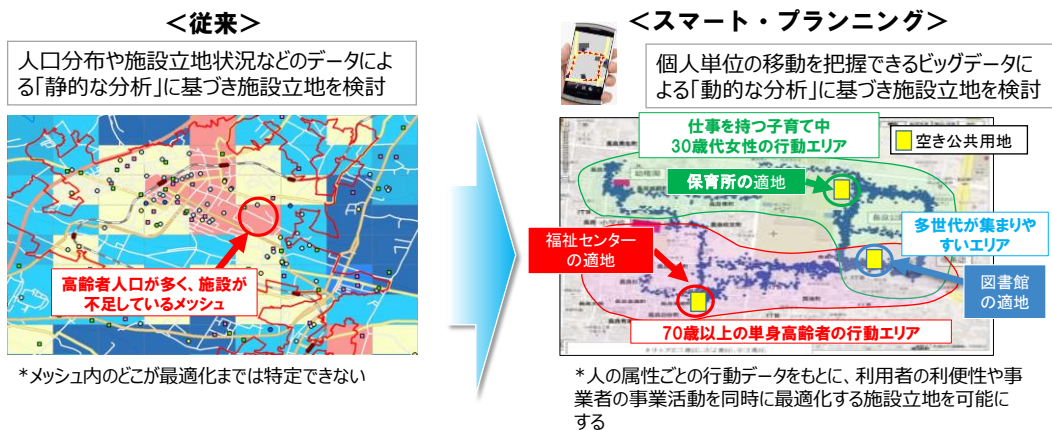 ＜従来＞
人口分布や施設立地状況などのデータによ
る「静的な分析」に基づき施設立地を検討
高齢者人口が多く、施設が
不足しているメッシュ
*メッシュ内のどこが最適化までは特定できない
＜スマート・プランニング＞
個人単位の移動を把握できるビッグデータに
よる「動的な分析」に基づき施設立地を検討
仕事を持つ子育て中
30歳代女性の行動エリア
空き公共用地
幼稚園
保育所の適地
多世代が集まりや
すいエリア
福祉センター
の適地
図書館
の適地
70歳以上の単身高齢者の行動エリア
*人の属性ごとの行動データをもとに、利用者の利便性や事
業者の事業活動を同時に最適化する施設立地を可能に
する